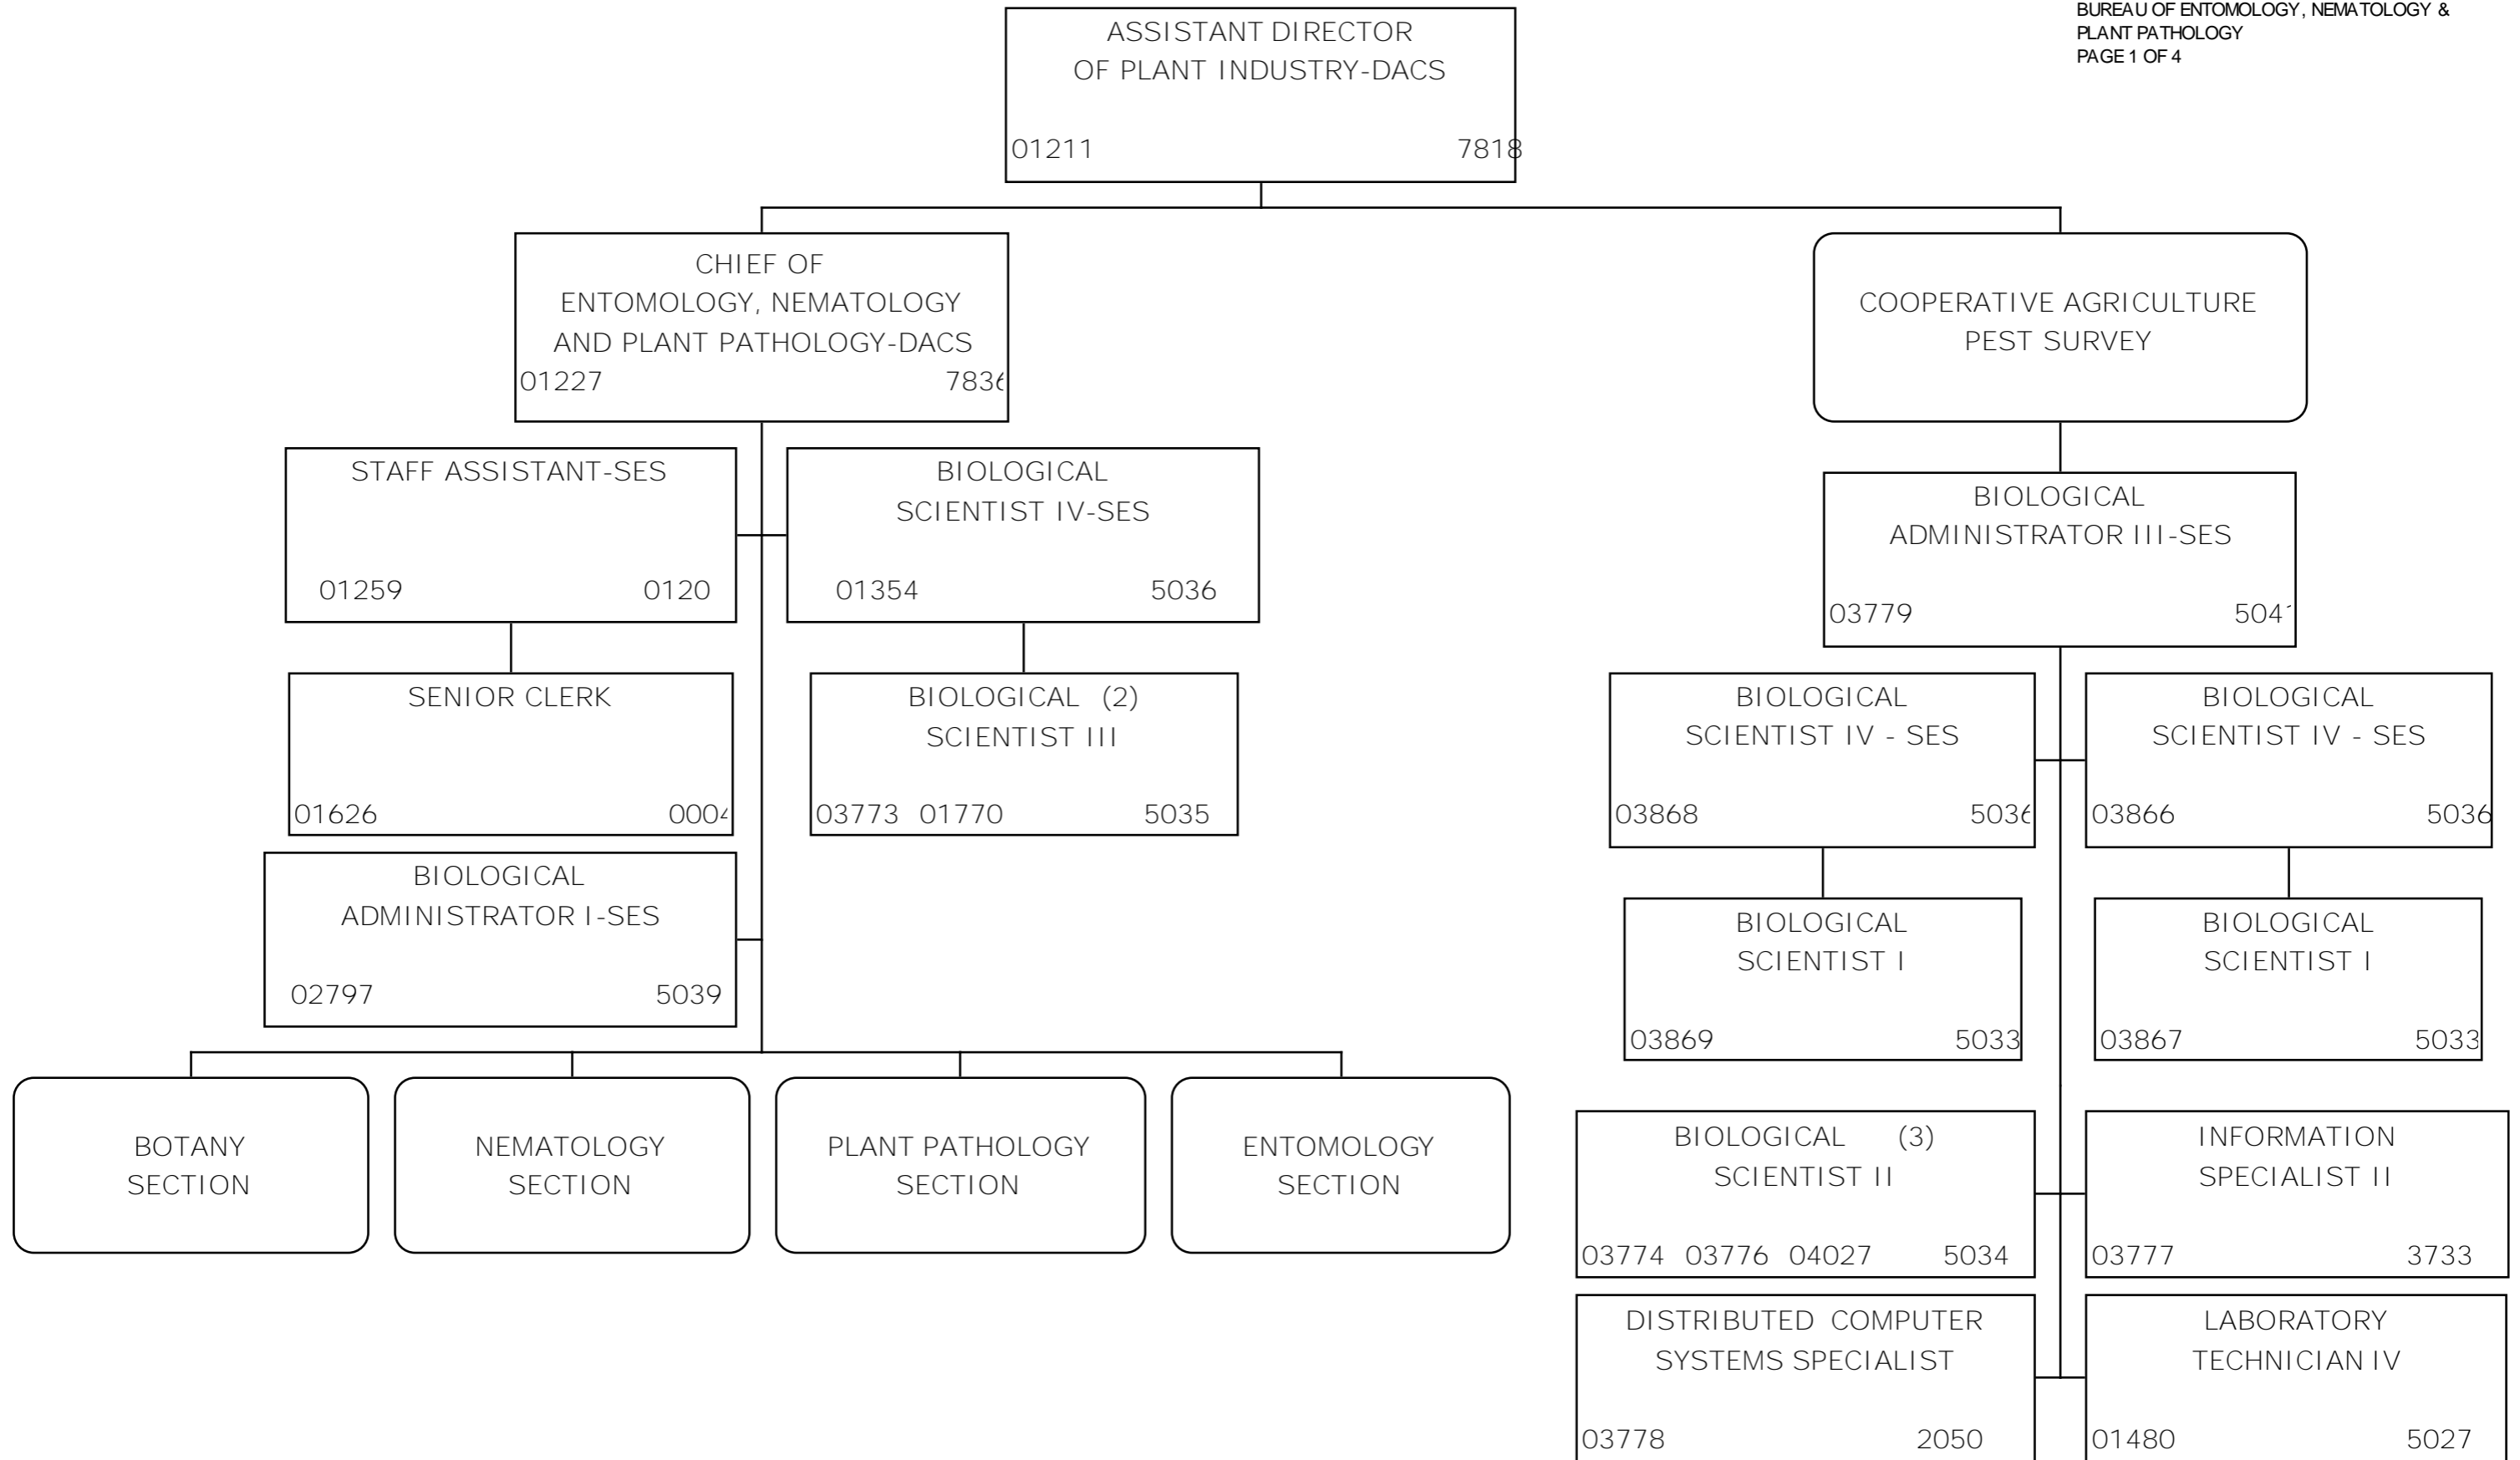 BUREAU OF ENTOMOLOGY, NEMATOLOGY &
PLANT PATHOLOGY
PAGE 1 OF 4
ASSISTANT DIRECTOR
OF PLANT INDUSTRY-DACS
01211 7818
CHIEF OF
ENTOMOLOGY, NEMATOLOGY
AND PLANT PATHOLOGY-DACS
01227 7836
COOPERATIVE AGRICULTURE
PEST SURVEY
STAFF ASSISTANT-SES
01259 0120
BIOLOGICAL
SCIENTIST IV-SES
01354 5036
BIOLOGICAL
ADMINISTRATOR III-SES
03779
SENIOR CLERK
01626 0004
BIOLOGICAL (2)
SCIENTIST III
03773 01770 5035
BIOLOGICAL
SCIENTIST IV - SES
03868 5036
BIOLOGICAL
SCIENTIST IV - SES
03866 5036
BIOLOGICAL
ADMINISTRATOR I-SES
02797 5039
BIOLOGICAL
SCIENTIST I
03869 5033
BIOLOGICAL
SCIENTIST I
03867 5033
BOTANY
SECTION
NEMATOLOGY
SECTION
PLANT PATHOLOGY
SECTION
ENTOMOLOGY
SECTION
BIOLOGICAL (3)
SCIENTIST II
03774 03776 04027 5034
INFORMATION
SPECIALIST II
03777 3733
DISTRIBUTED COMPUTER
SYSTEMS SPECIALIST
03778 2050
LABORATORY
TECHNICIAN IV
01480 5027